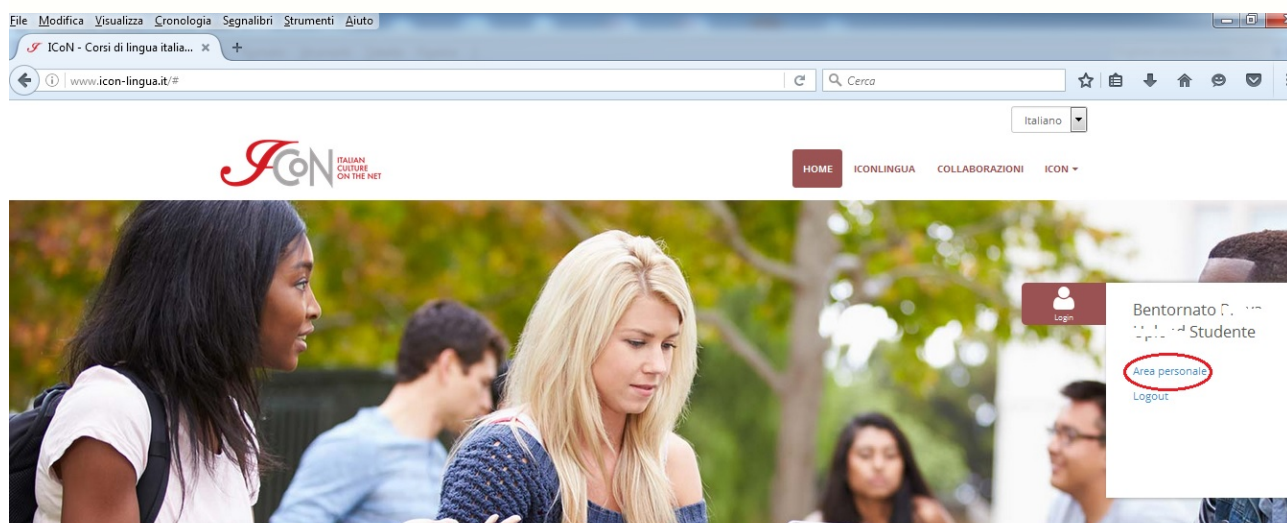 File Modifica Visualizza Cronologia Segnalibri Strumenti Aiuto
ICoN - Corsi di lingua italia...
www.icon-lingua.it/#
Cerca
Italiano
ICoN ITALIAN
CULTURE
ON THE NET
HOME ICONLINGUA COLLABORAZIONI ICON
Login
Bentornato
Studente
Area personale
Logout